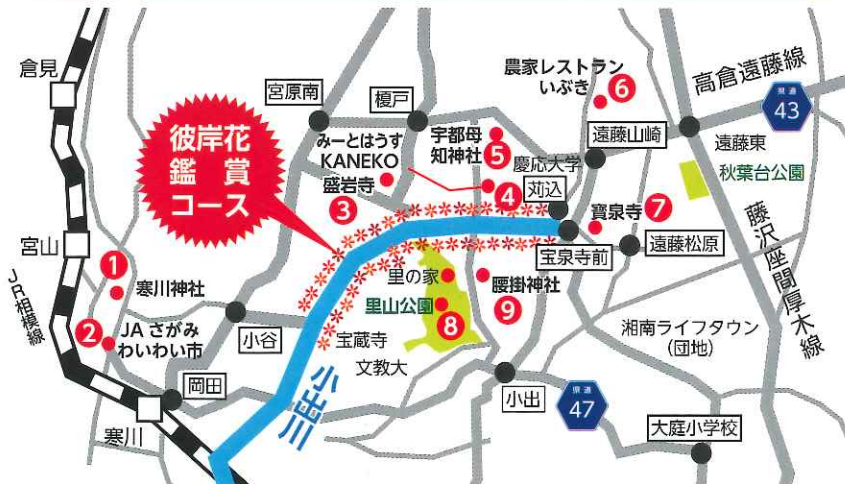 倉見
宮山
JR相模線
寒川
彼岸花
鑑賞
コース
宮原南
榎戸
みーとはうす
KANEKO
盛岩寺
3
宇都母
知神社
5
慶応大学
4
苅込
農家レストラン
いぶき
6
遠藤山崎
高倉遠藤線
県道
43
遠藤東
秋葉台公園
寶泉寺
7
宝泉寺前
遠藤松原
藤沢座間厚木線
1
寒川神社
2
JAさがみ
わいわい市
小谷
岡田
小出川
宝蔵寺
文教大
里の家
里山公園
8
腰掛神社
9
湘南ライフタウン
(団地)
小出
県道
47
大庭小学校